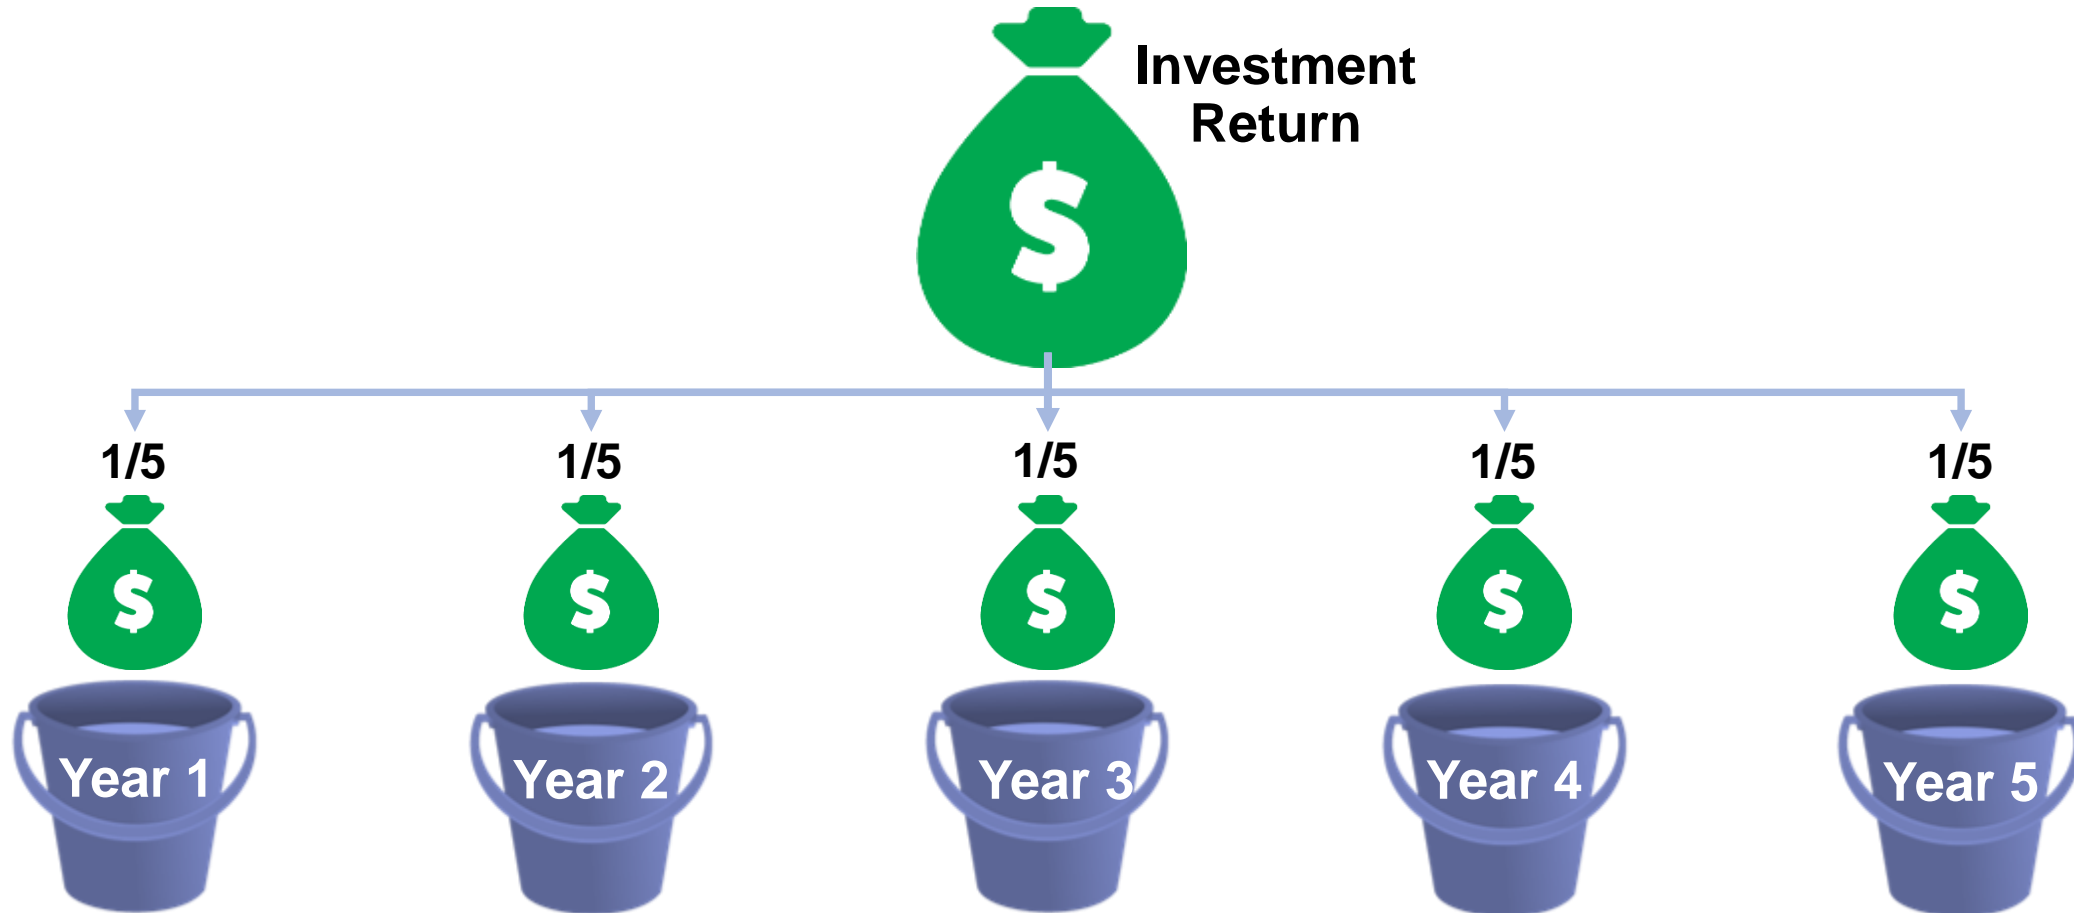 Investment
Return
$
1/5
1/5
1/5
1/5
1/5
$
$
$
$
$
Year 1
Year 2
Year 3
Year 4
Year 5